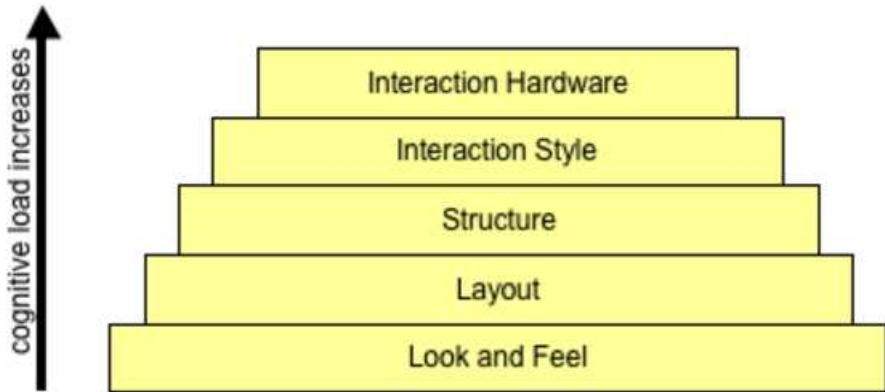 cognitive load increases
Interaction Hardware
Interaction Style
Structure
Layout
Look and Feel